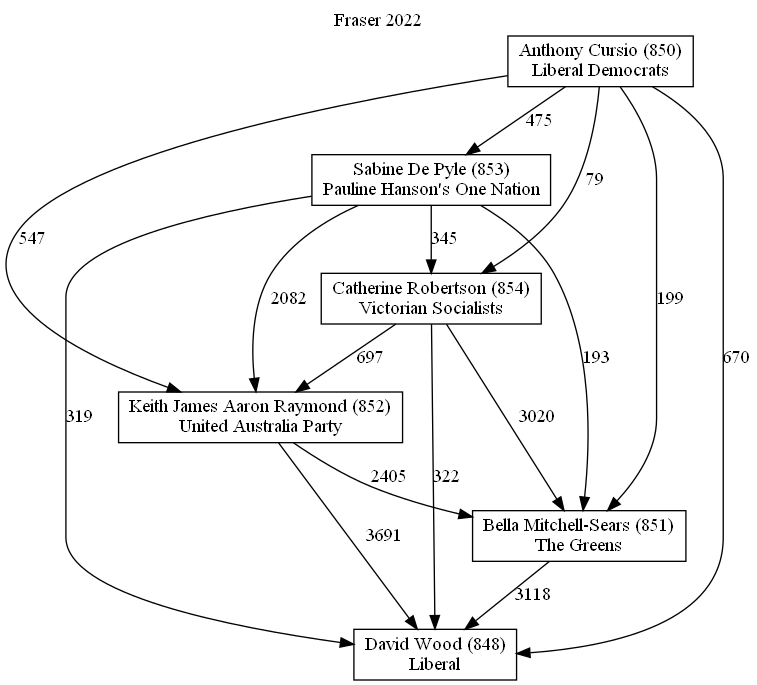 Fraser 2022
Anthony Cursio (850)
Liberal Democrats
475
Sabine De Pyle (853)
Pauline Hanson's One Nation
79
547
345
2082
199
Catherine Robertson (854)
Victorian Socialists
697
193
670
319
Keith James Aaron Raymond (852)
United Australia Party
3020
2405
322
3691
Bella Mitchell-Sears (851)
The Greens
3118
David Wood (848)
Liberal